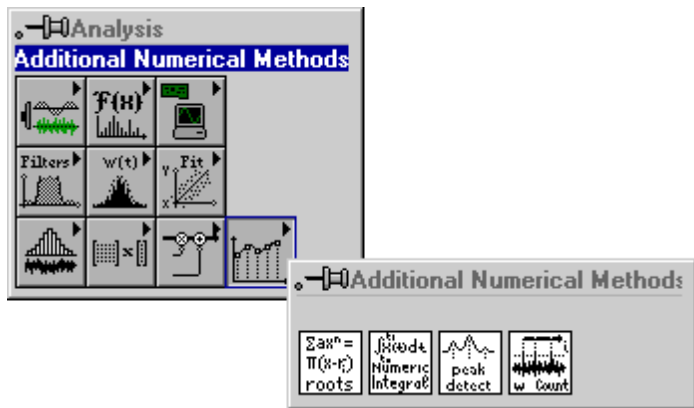 Analysis
Additional Numerical Methods
F(x)
Filters
w(t)
Fit
Y
x
Additional Numerical Methods
Σaxⁿ=
π(x-rᵢ)
roots
Numeric
Integral
peak
detect
w Count